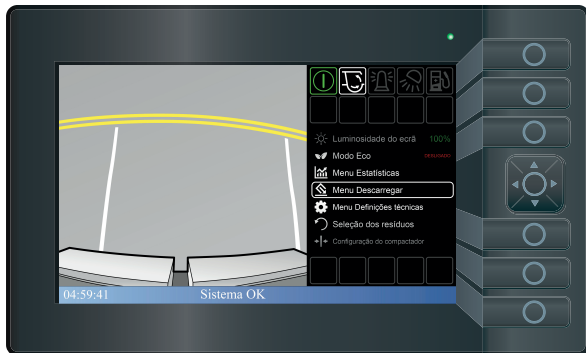 Luminosidade do ecrã 100%
Modo Eco DESLIGADO
Menu Estatísticas
Menu Descarregar
Menu Definições técnicas
Seleção dos resíduos
Configuração do compactador
04:59:41 Sistema OK